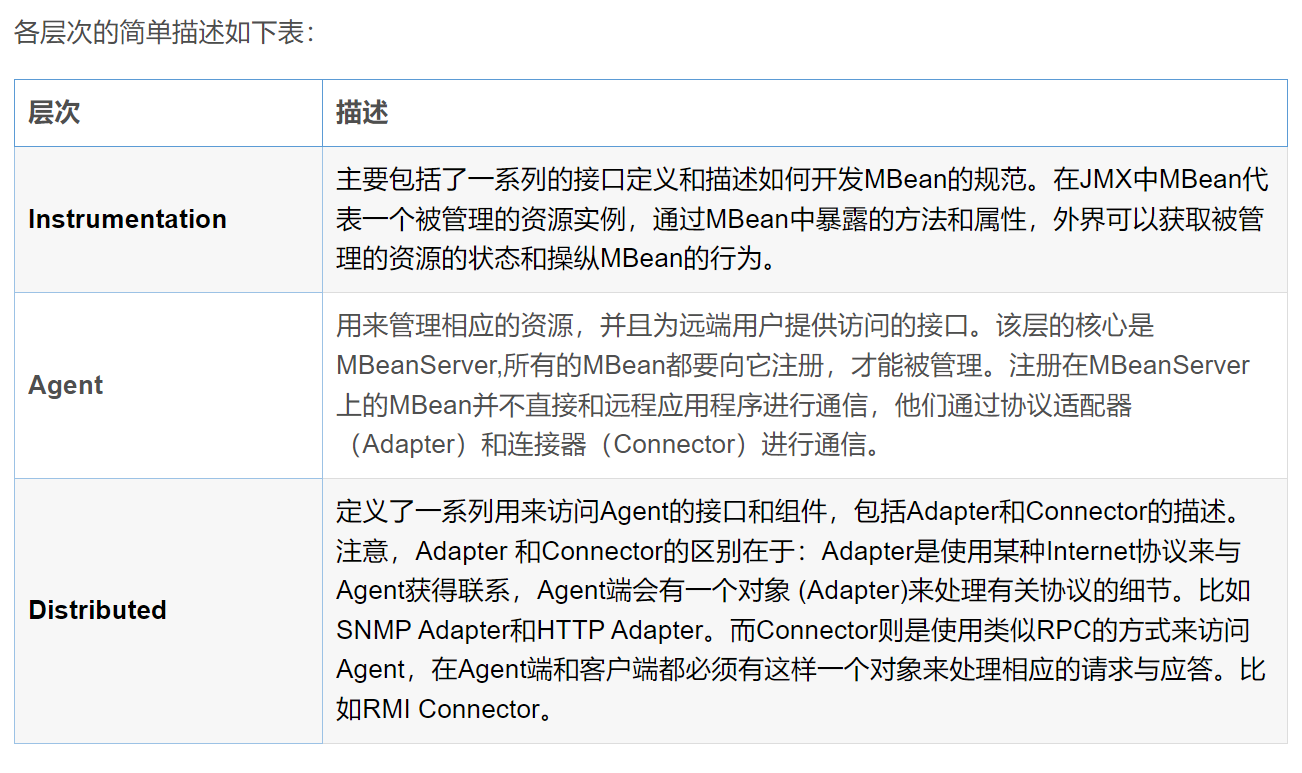 各层次的简单描述如下表：
层次
描述
Instrumentation
主要包括了一系列的接口定义和描述如何开发MBean的规范。在JMX中MBean代
表一个被管理的资源实例，通过MBean中暴露的方法和属性，外界可以获取被管
理的资源的状态和操纵MBean的行为。
Agent
用来管理相应的资源，并且为远端用户提供访问的接口。该层的核心是
MBeanServer,所有的MBean都要向它注册，才能被管理。注册在MBeanServer
上的MBean并不直接和远程应用程序进行通信，他们通过协议适配器
（Adapter）和连接器（Connector）进行通信。
Distributed
定义了一系列用来访问Agent的接口和组件，包括Adapter和Connector的描述。
注意，Adapter 和Connector的区别在于：Adapter是使用某种Internet协议来与
Agent获得联系，Agent端会有一个对象 (Adapter)来处理有关协议的细节。比如
SNMP Adapter和HTTP Adapter。而Connector则是使用类似RPC的方式来访问
Agent，在Agent端和客户端都必须有这样一个对象来处理相应的请求与应答。比
如RMI Connector。